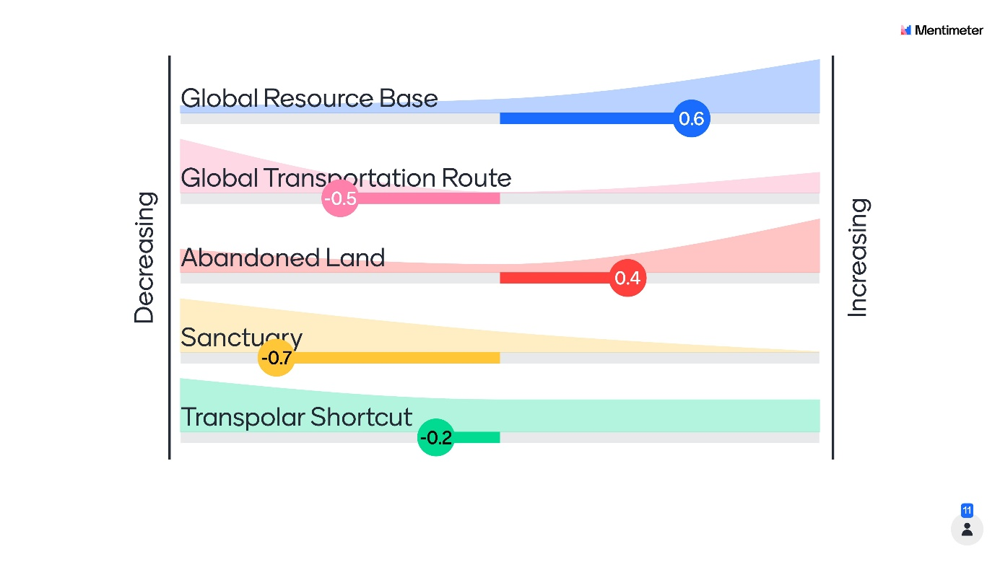 Mentimeter
Decreasing
Global Resource Base
0.6
Global Transportation Route
-0.5
Abandoned Land
0.4
Sanctuary
-0.7
Transpolar Shortcut
-0.2
Increasing
11